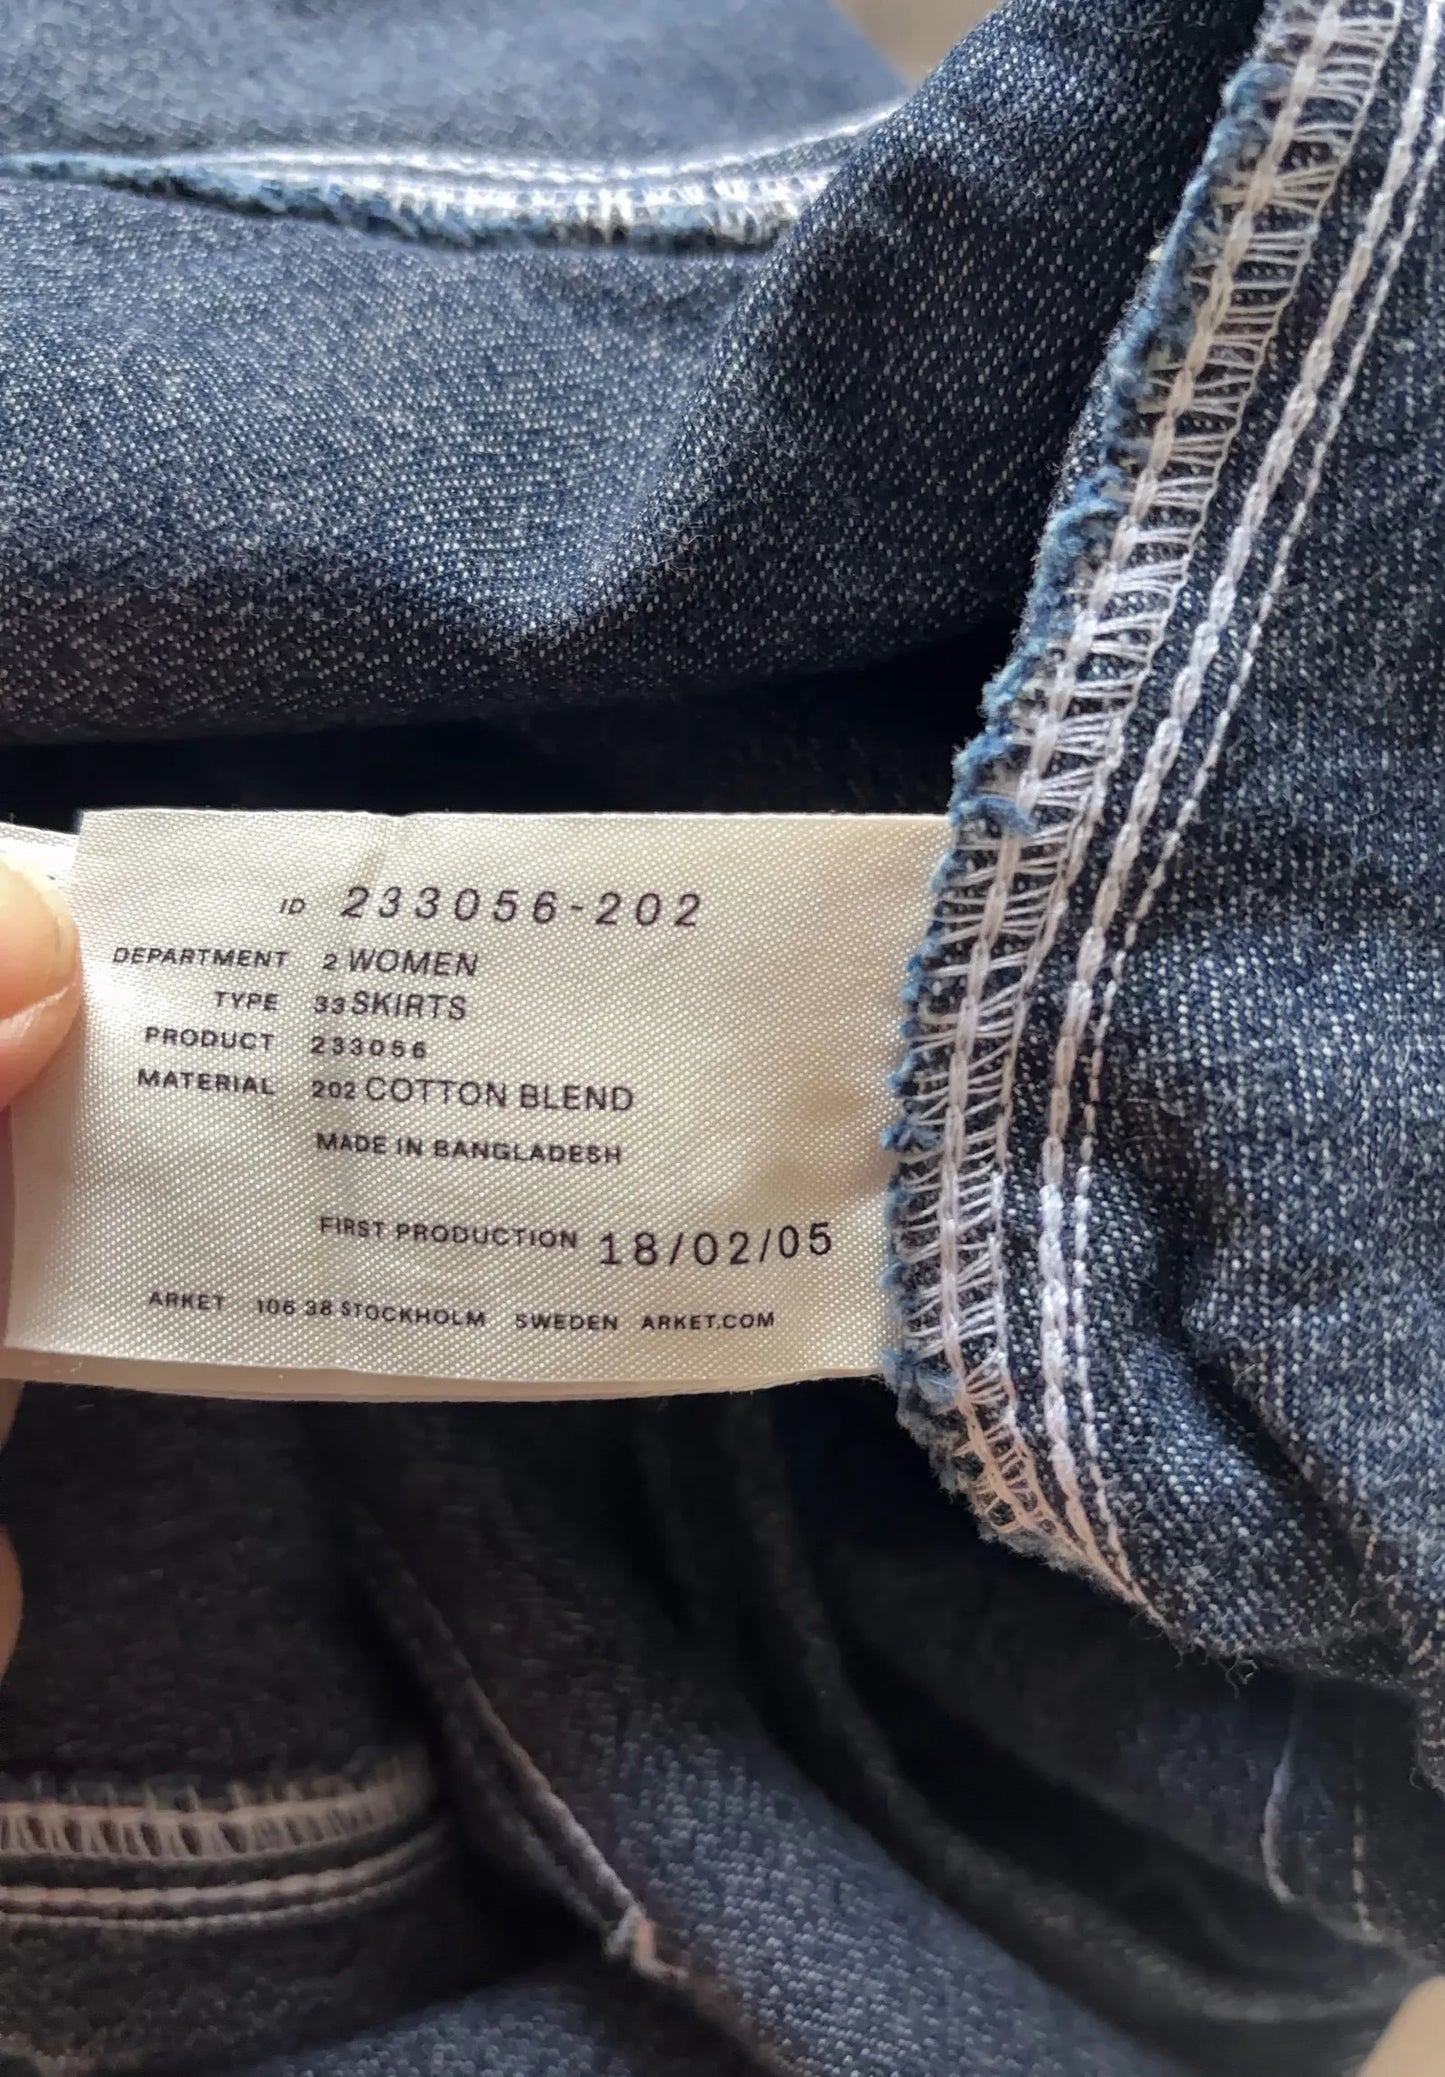 ID 233056-202
DEPARTMENT 2 WOMEN
TYPE 33 SKIRTS
PRODUCT 233056
MATERIAL 202 COTTON BLEND
MADE IN BANGLADESH
FIRST PRODUCTION 18/02/05
ARKET 106 38 STOCKHOLM SWEDEN ARKET.COM